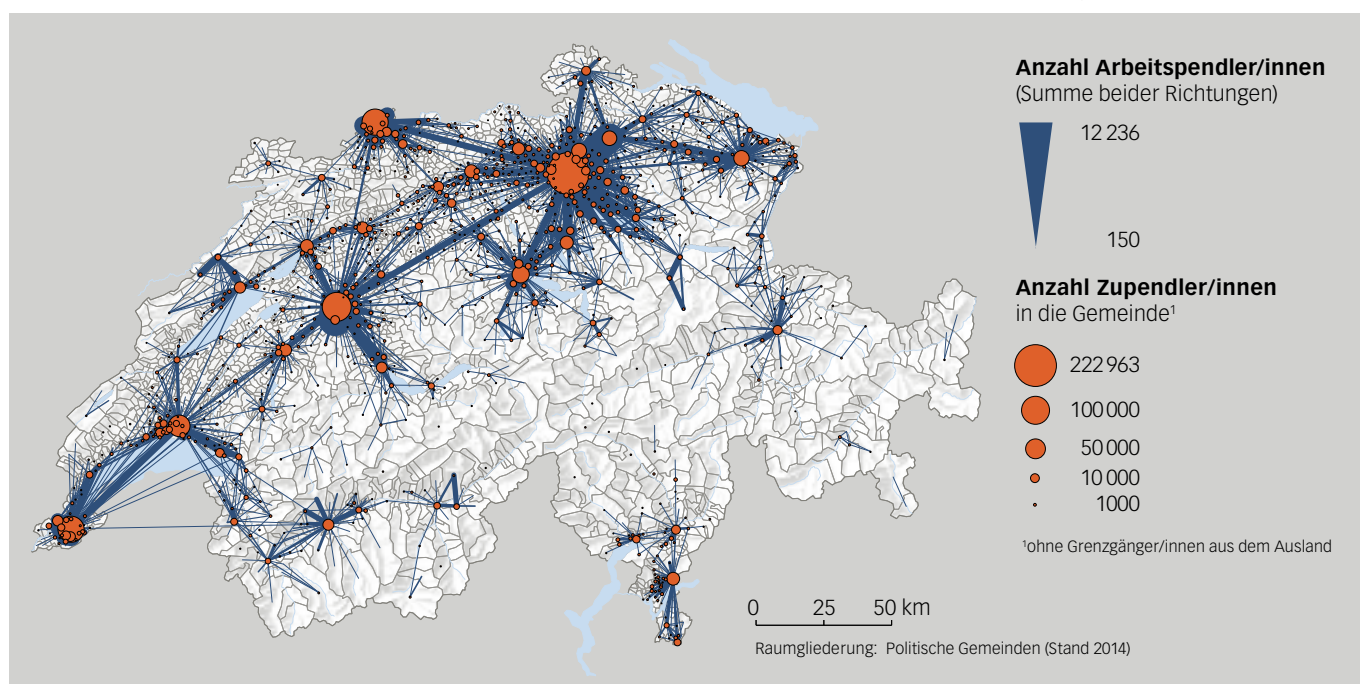 Anzahl Arbeitspendler/innen
(Summe beider Richtungen)
12 236
150
Anzahl Zupendler/innen
in die Gemeinde¹
222 963
100 000
50 000
10 000
1000
¹ohne Grenzgänger/innen aus dem Ausland
0 25 50 km
Raumgliederung: Politische Gemeinden (Stand 2014)